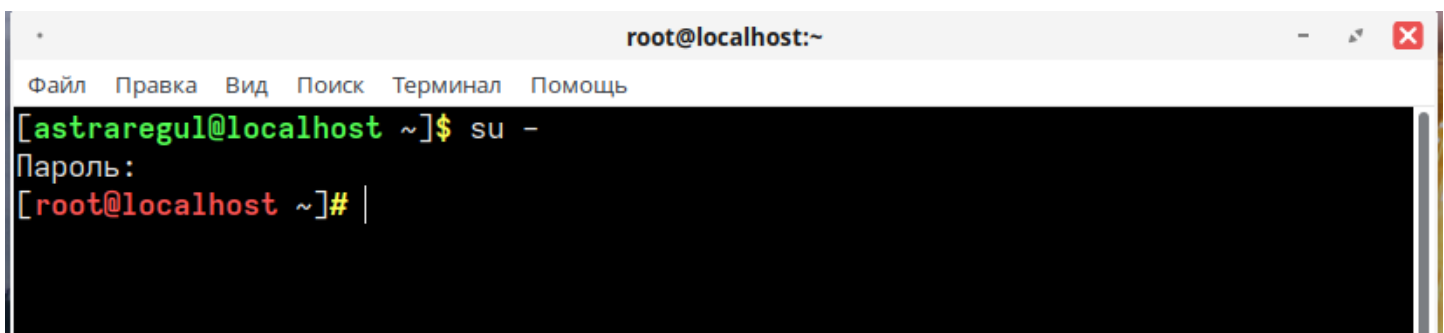 root@localhost:~
Файл Правка Вид Поиск Терминал Помощь
[astraregul@localhost ~]$ su -
Пароль:
[root@localhost ~]#